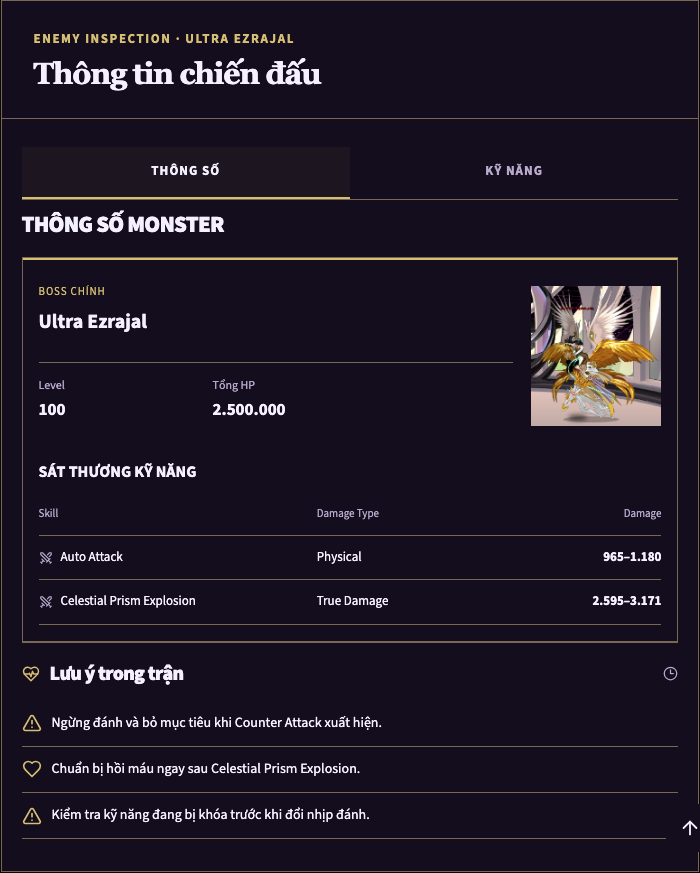 ENEMY INSPECTION · ULTRA EZRAJAL
Thông tin chiến đấu
THÔNG SỐ
KỸ NĂNG
THÔNG SỐ MONSTER
BOSS CHÍNH
Ultra Ezrajal
Level
Tổng HP
100
2.500.000
SÁT THƯƠNG KỸ NĂNG
Skill Damage Type Damage
Auto Attack Physical 965–1.180
Celestial Prism Explosion True Damage 2.595–3.171
Lưu ý trong trận
Ngừng đánh và bỏ mục tiêu khi Counter Attack xuất hiện.
Chuẩn bị hồi máu ngay sau Celestial Prism Explosion.
Kiểm tra kỹ năng đang bị khóa trước khi đổi nhịp đánh.